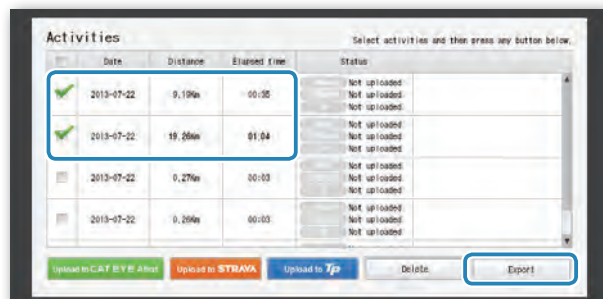 Activities
Select activities and then press any button below.
Date Distance Elapsed time Status
Not uploaded
2013-07-22 9.19Km 00:35 Not uploaded
Not uploaded
Not uploaded
2013-07-22 19.26Km 01:04 Not uploaded
Not uploaded
Not uploaded
2013-07-22 0.27Km 00:03 Not uploaded
Not uploaded
Not uploaded
2013-07-22 0.26Km 00:03 Not uploaded
Not uploaded
Upload to CAT EYE Atlas Upload to STRAVA Upload to Tp Delete Export